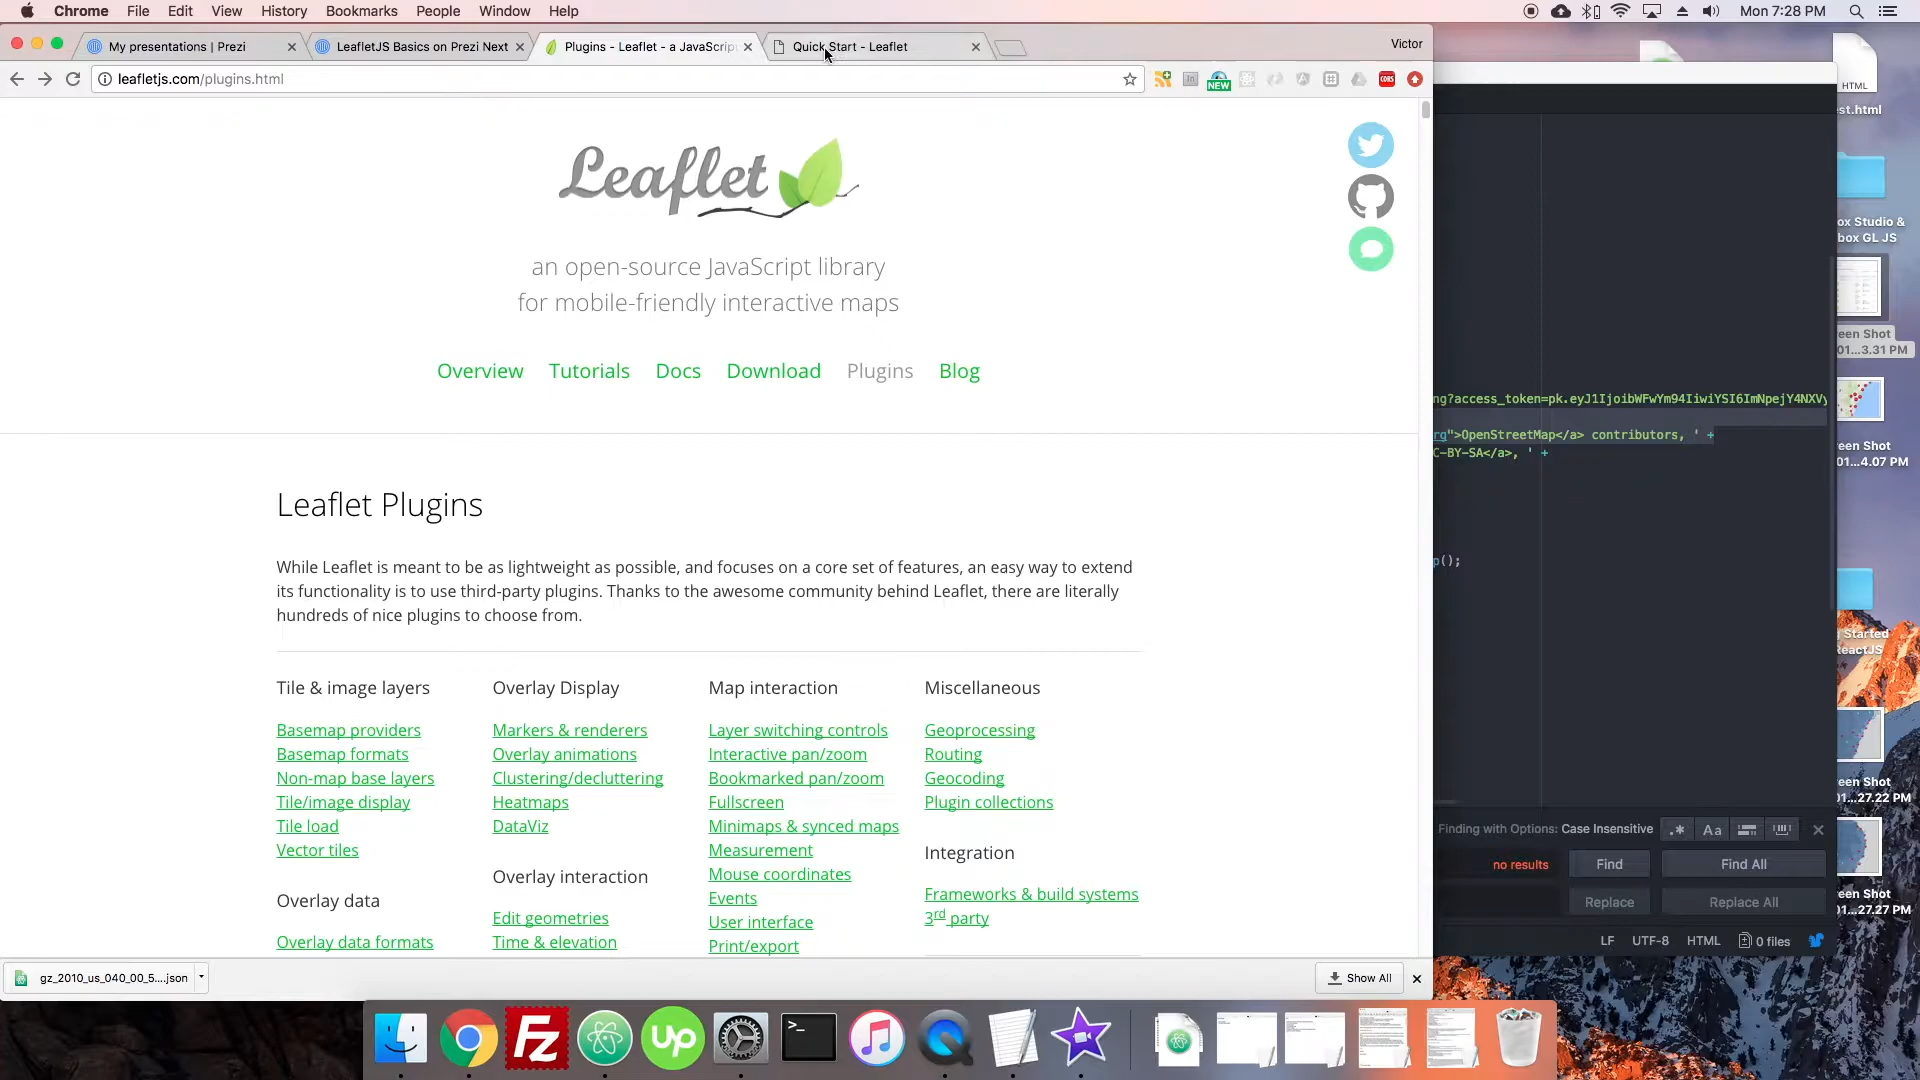 Chrome File Edit View History Bookmarks People Window Help Mon 7:28 PM
My presentations | Prezi LeafletJS Basics on Prezi Next Plugins - Leaflet - a JavaScrip Quick Start - Leaflet Victor
leafletjs.com/plugins.html
NEW
CORS
Leaflet
an open-source JavaScript library
for mobile-friendly interactive maps
Overview Tutorials Docs Download Plugins Blog
Leaflet Plugins
While Leaflet is meant to be as lightweight as possible, and focuses on a core set of features, an easy way to extend
its functionality is to use third-party plugins. Thanks to the awesome community behind Leaflet, there are literally
hundreds of nice plugins to choose from.
Tile & image layers
Basemap providers
Basemap formats
Non-map base layers
Tile/image display
Tile load
Vector tiles
Overlay data
Overlay data formats
Overlay Display
Markers & renderers
Overlay animations
Clustering/decluttering
Heatmaps
DataViz
Overlay interaction
Edit geometries
Time & elevation
Map interaction
Layer switching controls
Interactive pan/zoom
Bookmarked pan/zoom
Fullscreen
Minimaps & synced maps
Measurement
Mouse coordinates
Events
User interface
Print/export
Miscellaneous
Geoprocessing
Routing
Geocoding
Plugin collections
Integration
Frameworks & build systems
3rd party
gz_2010_us_040_00_5....json
Show All
ng?access_token=pk.eyJ1IjoibWFwYm94IiwiYSI6ImNpejY4NXVy
rg">OpenStreetMap</a> contributors, ' +
C-BY-SA</a>, ' +
p();
Finding with Options: Case Insensitive
.* Aa
no results Find Find All
Replace Replace All
LF UTF-8 HTML 0 files
HTML
est.html
ox Studio &
box GL JS
een Shot
01...3.31 PM
een Shot
01...4.07 PM
g Started
ReactJS
een Shot
01...27.22 PM
een Shot
01...27.27 PM
Fz
Up
>_